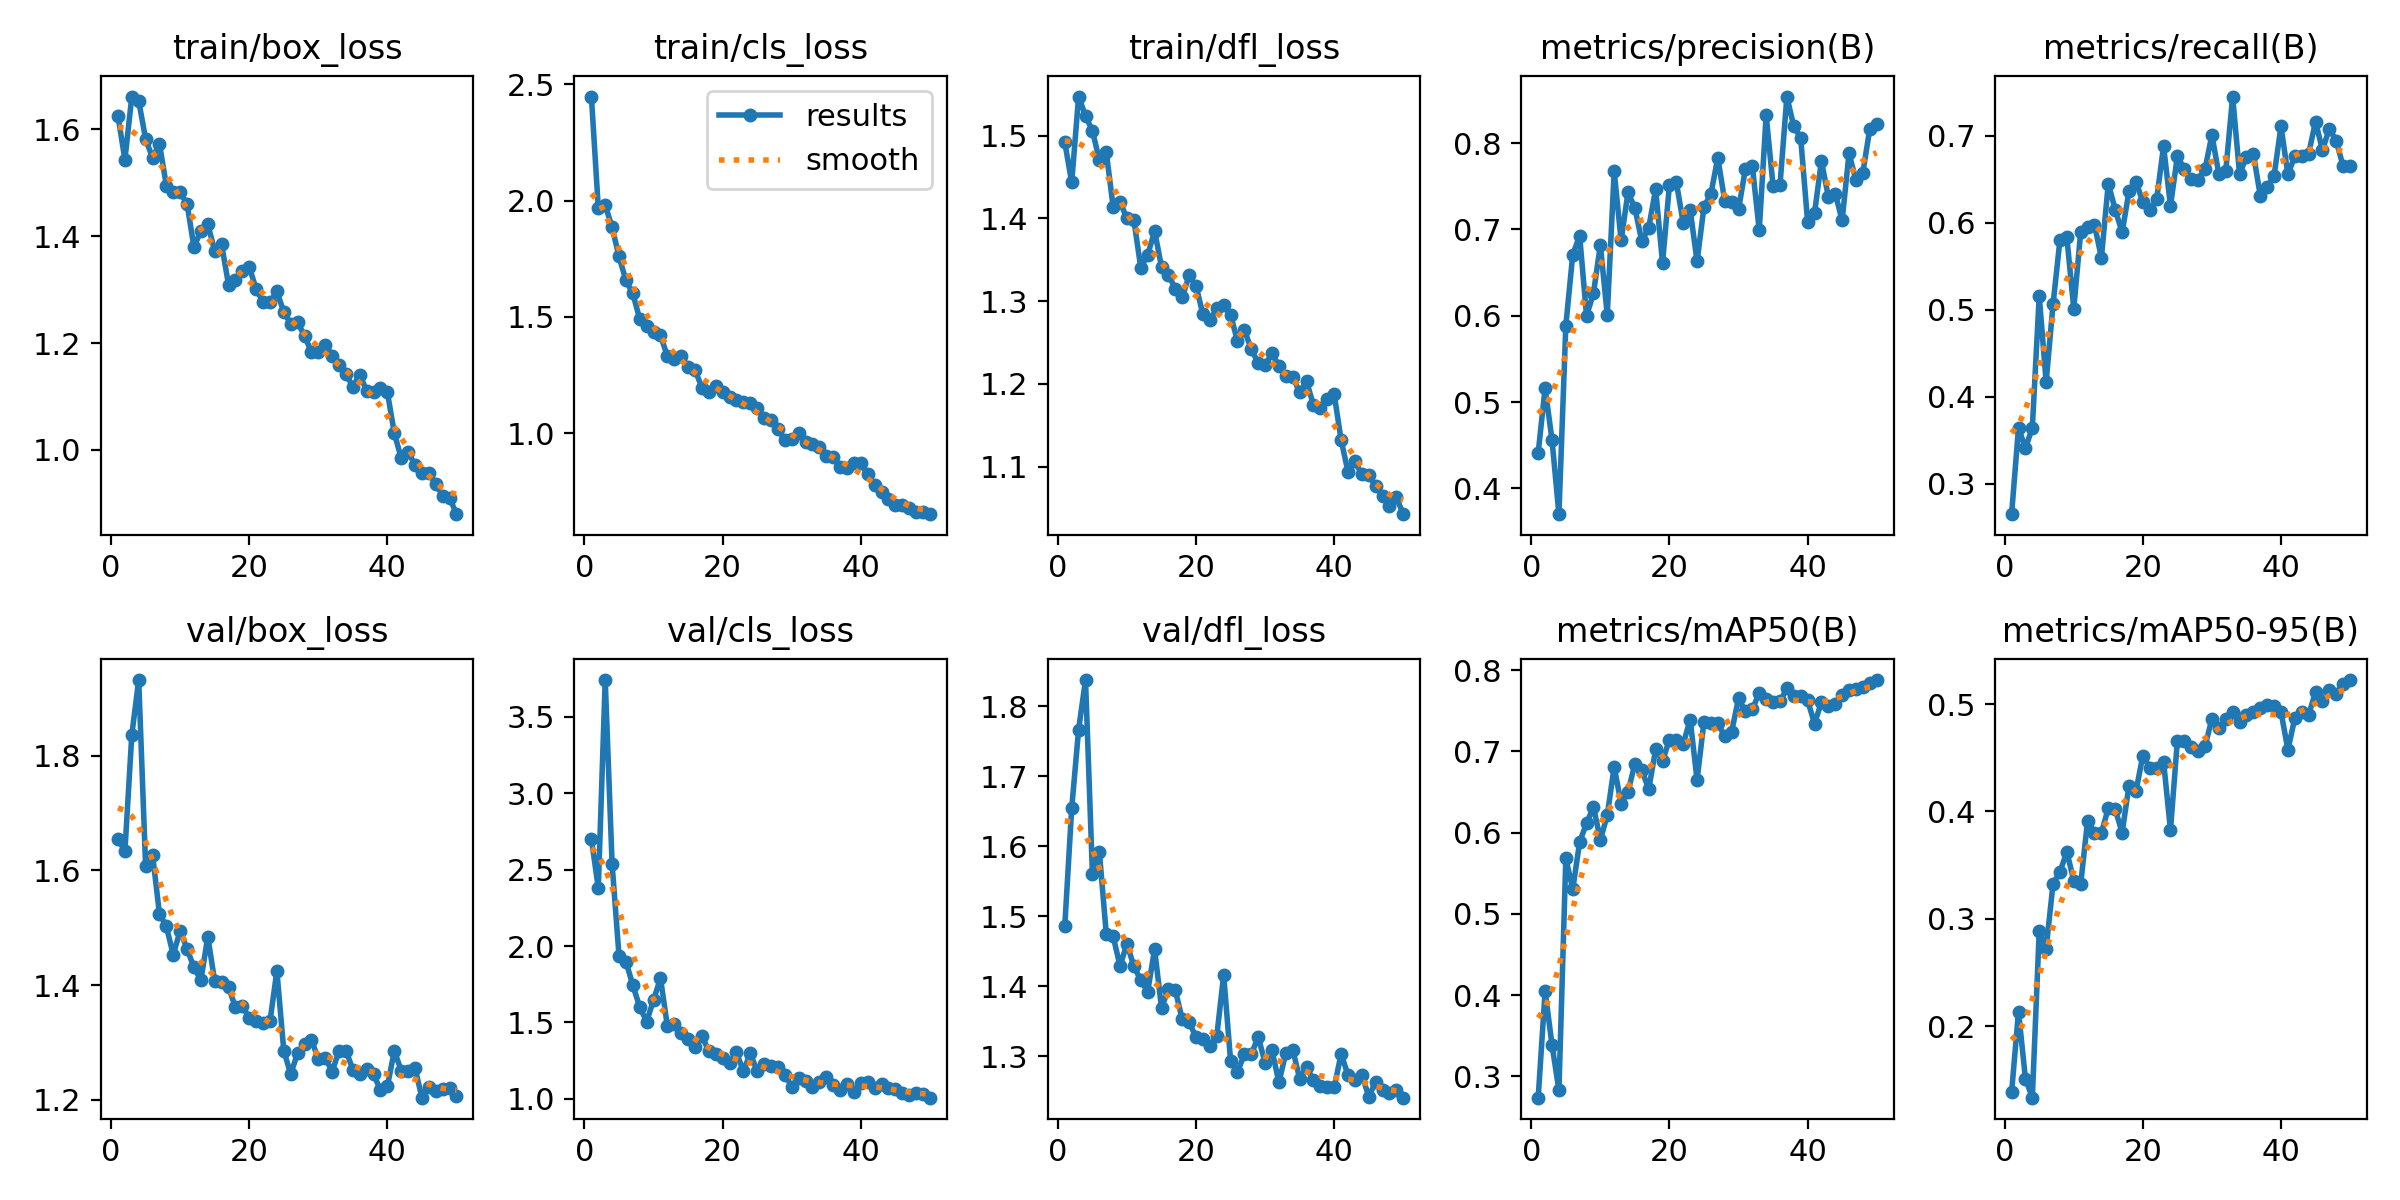 train/box_loss
1.6
1.4
1.2
1.0
0 20 40
train/cls_loss
2.5
2.0
1.5
1.0
0 20 40
results
smooth
train/dfl_loss
1.5
1.4
1.3
1.2
1.1
0 20 40
metrics/precision(B)
0.8
0.7
0.6
0.5
0.4
0 20 40
metrics/recall(B)
0.7
0.6
0.5
0.4
0.3
0 20 40
val/box_loss
1.8
1.6
1.4
1.2
0 20 40
val/cls_loss
3.5
3.0
2.5
2.0
1.5
1.0
0 20 40
val/dfl_loss
1.8
1.7
1.6
1.5
1.4
1.3
0 20 40
metrics/mAP50(B)
0.8
0.7
0.6
0.5
0.4
0.3
0 20 40
metrics/mAP50-95(B)
0.5
0.4
0.3
0.2
0 20 40